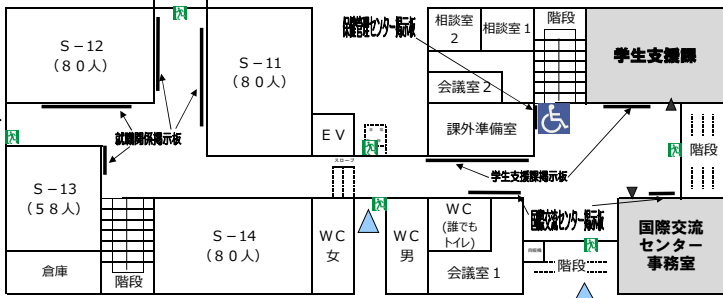 S-12
(80人)
S-11
(80人)
保健管理センター掲示板
相談室
2
相談室1
階段
学生支援課
会議室2
就職関係掲示板
EV
課外準備室
スロープ
学生支援課掲示板
階段
S-13
(58人)
倉庫
階段
S-14
(80人)
WC
女
WC
男
WC
(誰でも
トイレ)
会議室1
国際交流センター掲示板
階段
国際交流
センター
事務室